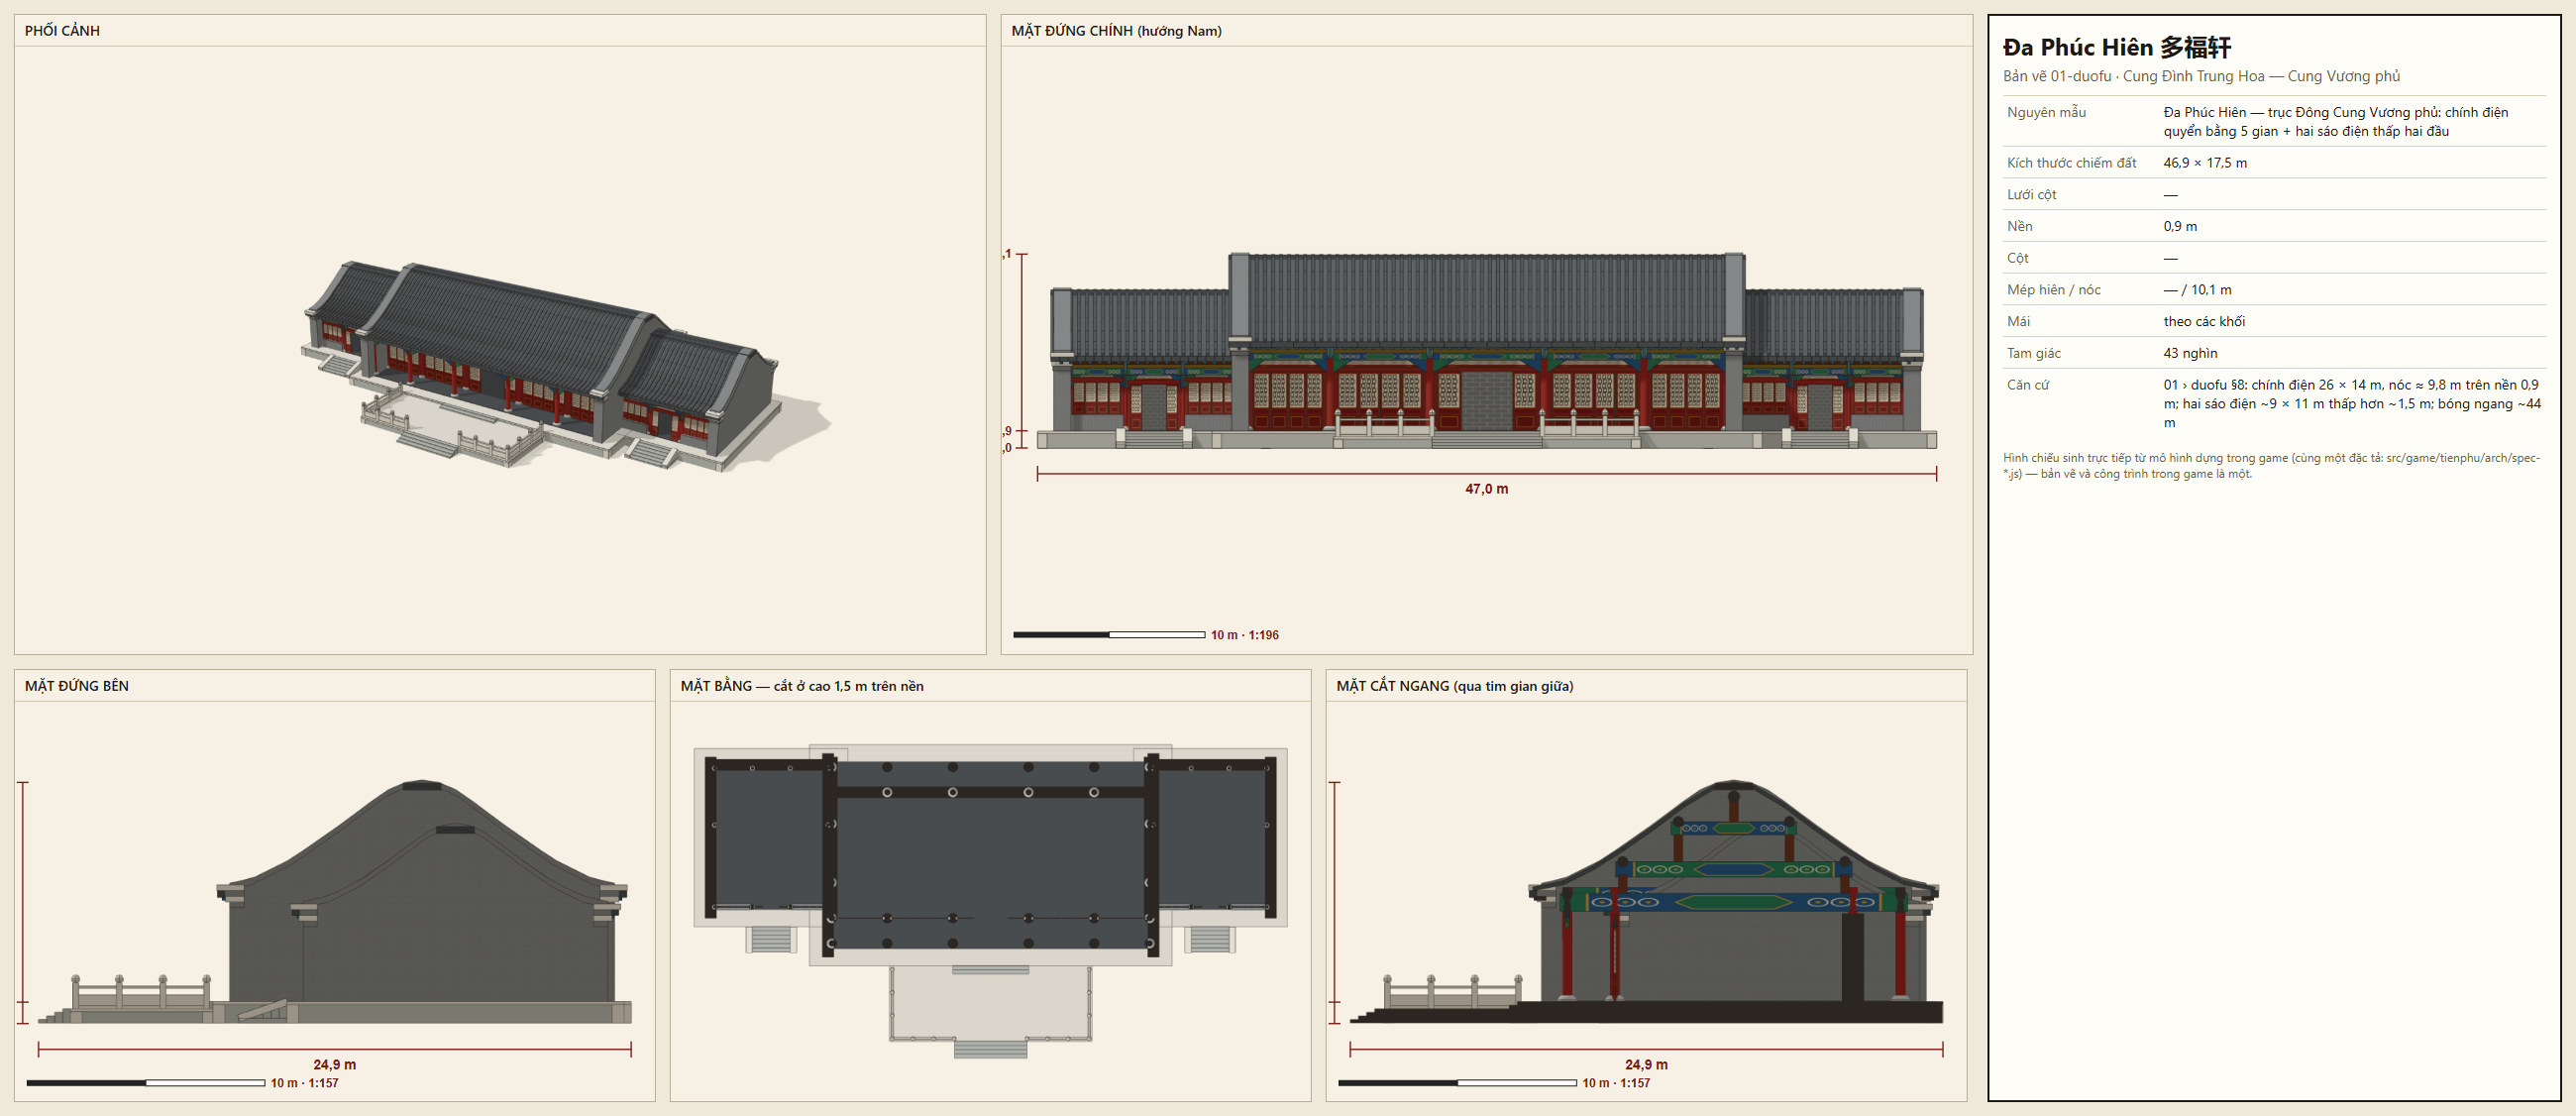 PHỐI CẢNH
MẶT ĐỨNG CHÍNH (hướng Nam)
,1
,9
,0
47,0 m
10 m · 1:196
MẶT ĐỨNG BÊN
24,9 m
10 m · 1:157
MẶT BẰNG — cắt ở cao 1,5 m trên nền
MẶT CẮT NGANG (qua tim gian giữa)
24,9 m
10 m · 1:157
Đa Phúc Hiên 多福轩
Bản vẽ 01-duofu · Cung Đình Trung Hoa — Cung Vương phủ
Nguyên mẫu
Đa Phúc Hiên — trục Đông Cung Vương phủ: chính điện
quyển bằng 5 gian + hai sáo điện thấp hai đầu
Kích thước chiếm đất
46,9 × 17,5 m
Lưới cột
—
Nền
0,9 m
Cột
—
Mép hiên / nóc
— / 10,1 m
Mái
theo các khối
Tam giác
43 nghìn
Căn cứ
01 › duofu §8: chính điện 26 × 14 m, nóc ≈ 9,8 m trên nền 0,9
m; hai sáo điện ~9 × 11 m thấp hơn ~1,5 m; bóng ngang ~44
m
Hình chiếu sinh trực tiếp từ mô hình dựng trong game (cùng một đặc tả: src/game/tienphu/arch/spec-
*.js) — bản vẽ và công trình trong game là một.